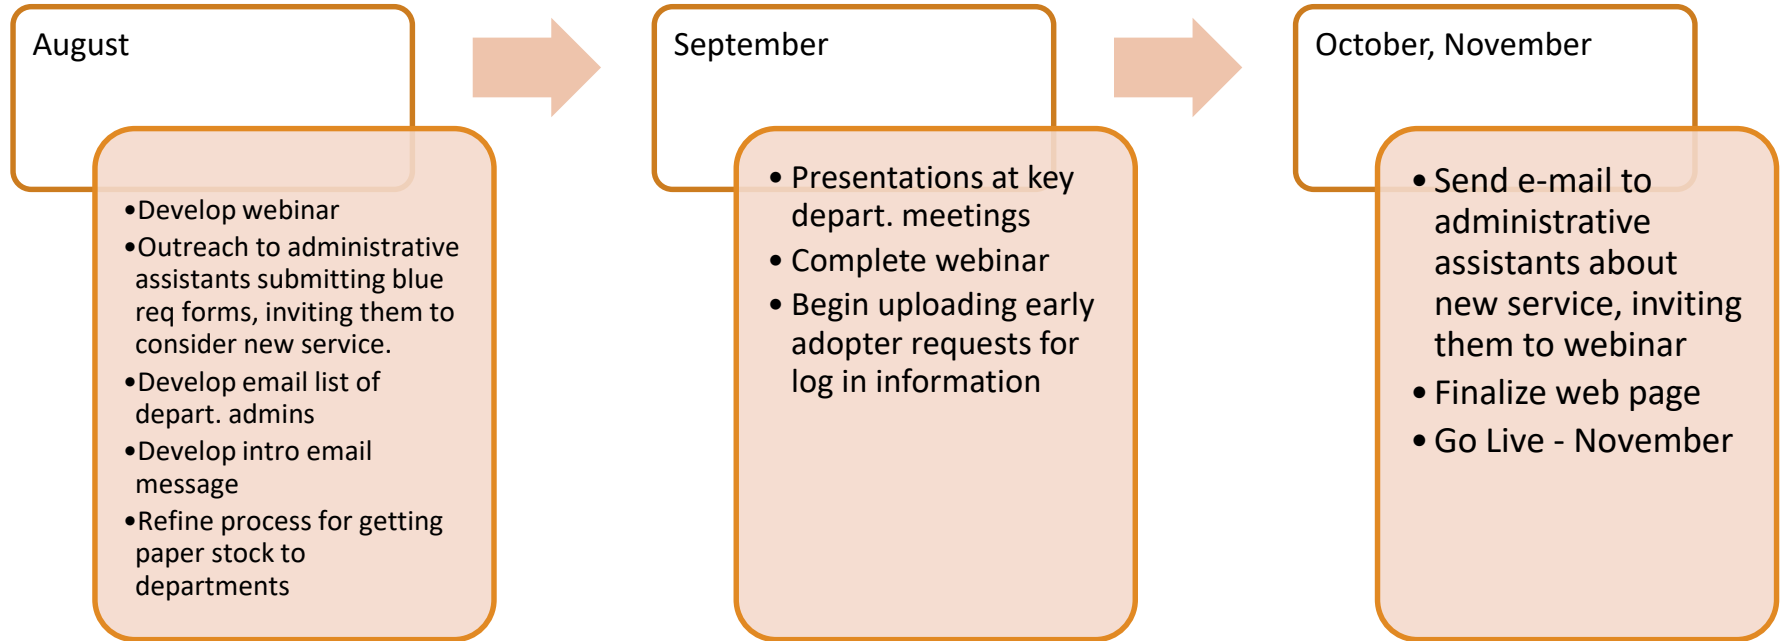 August
•Develop webinar
•Outreach to administrative
assistants submitting blue
req forms, inviting them to
consider new service.
•Develop email list of
depart. admins
•Develop intro email
message
•Refine process for getting
paper stock to
departments
September
• Presentations at key
depart. meetings
• Complete webinar
• Begin uploading early
adopter requests for
log in information
October, November
• Send e-mail to
administrative
assistants about
new service, inviting
them to webinar
• Finalize web page
• Go Live - November